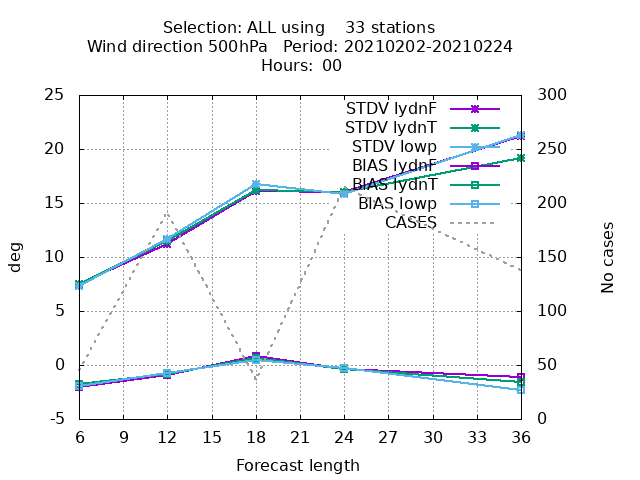 Selection: ALL using 33 stations
Wind direction 500hPa Period: 20210202-20210224
Hours: 00
25
20
15
10
5
0
-5
deg
300
250
200
150
100
50
0
No cases
STDV lydnF
STDV lydnT
STDV lowp
BIAS lydnF
BIAS lydnT
BIAS lowp
CASES
6 9 12 15 18 21 24 27 30 33 36
Forecast length